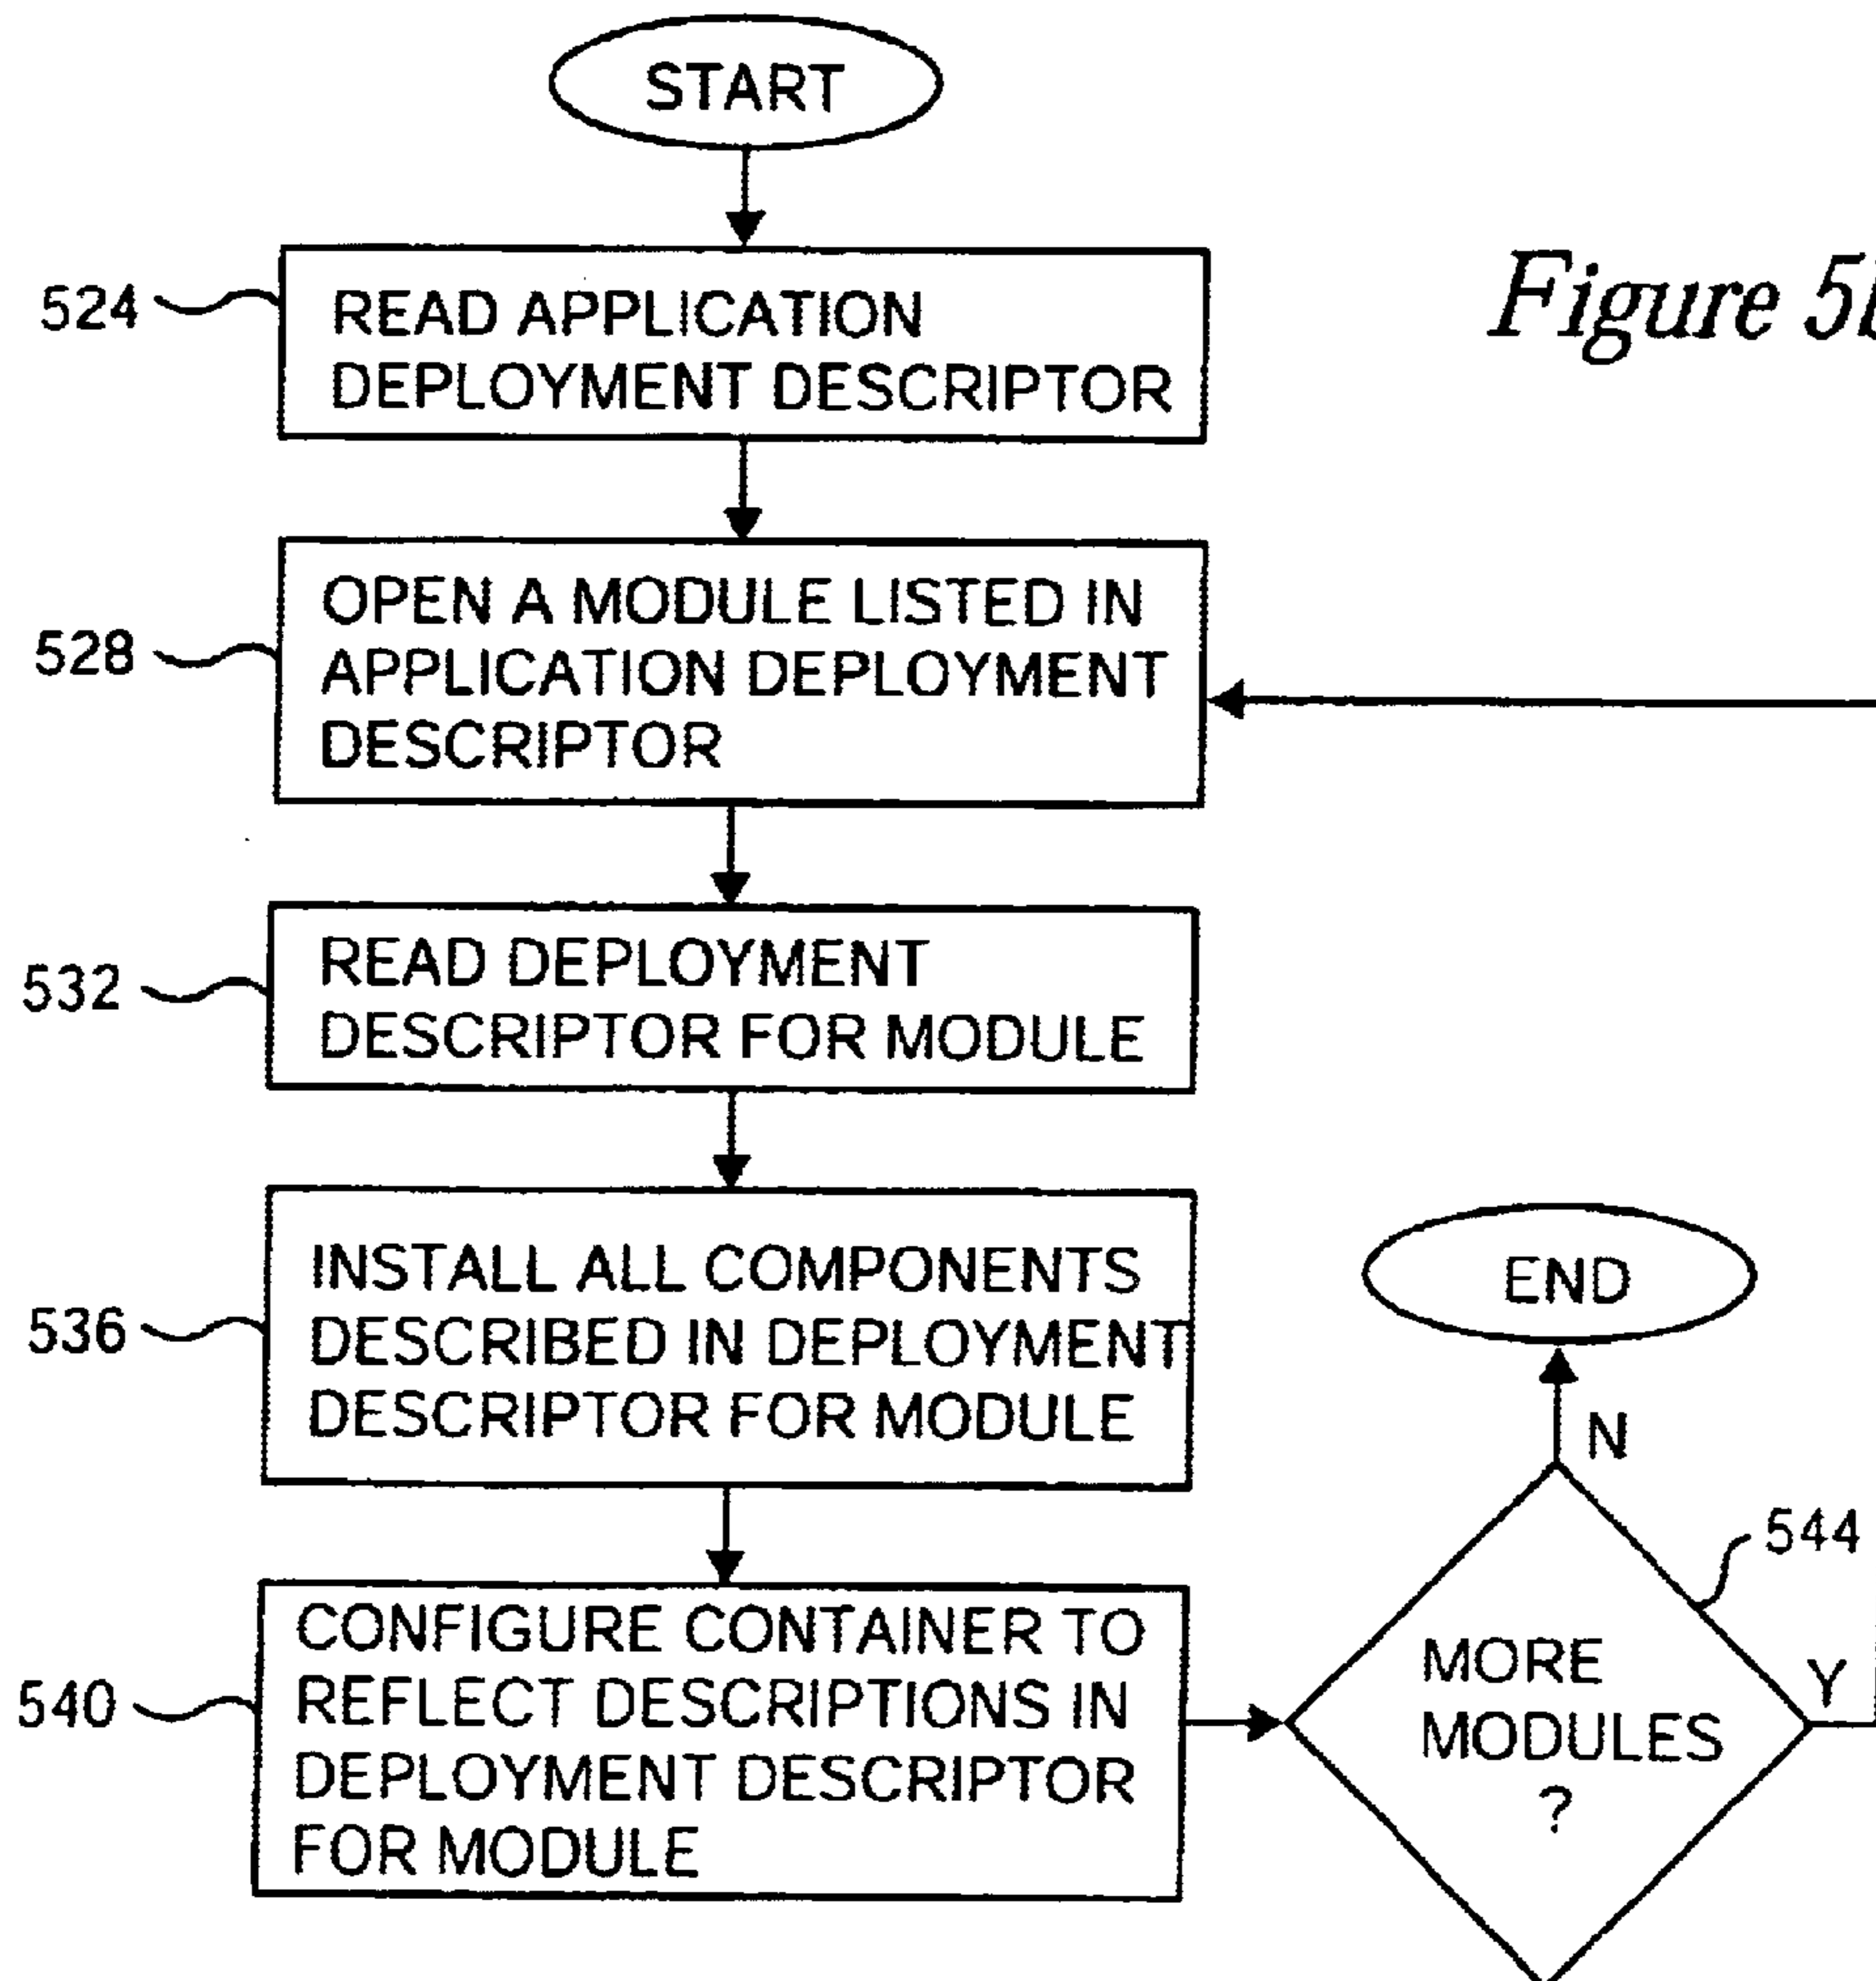 START
Figure 5
524
READ APPLICATION
DEPLOYMENT DESCRIPTOR
528
OPEN A MODULE LISTED IN
APPLICATION DEPLOYMENT
DESCRIPTOR
532
READ DEPLOYMENT
DESCRIPTOR FOR MODULE
536
INSTALL ALL COMPONENTS
DESCRIBED IN DEPLOYMENT
DESCRIPTOR FOR MODULE
END
N
544
540
CONFIGURE CONTAINER TO
REFLECT DESCRIPTIONS IN
DEPLOYMENT DESCRIPTOR
FOR MODULE
MORE
MODULES
?
Y